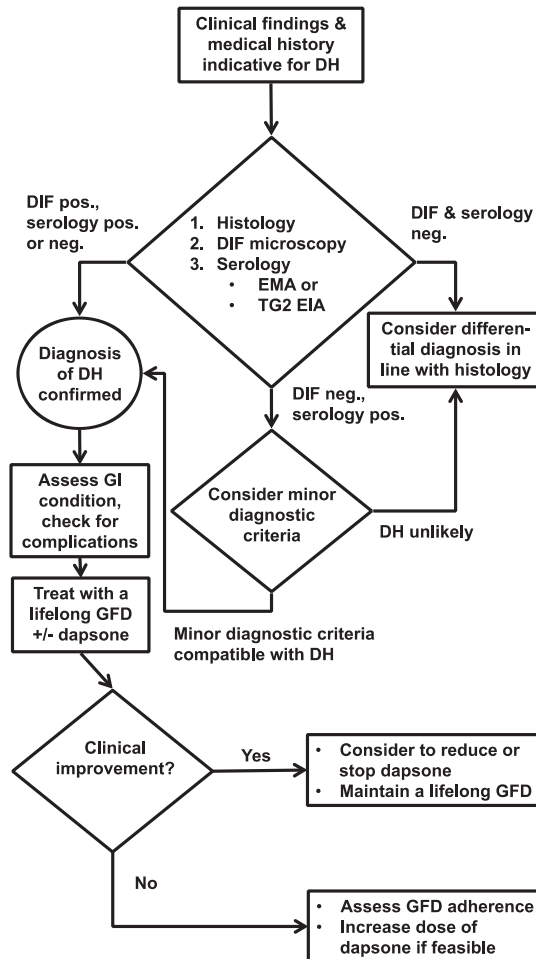 Clinical findings &
medical history
indicative for DH
DIF pos.,
serology pos.
or neg.
1. Histology
2. DIF microscopy
3. Serology
• EMA or
• TG2 EIA
DIF & serology
neg.
Diagnosis
of DH
confirmed
Consider differen-
tial diagnosis in
line with histology
DIF neg.,
serology pos.
Assess GI
condition,
check for
complications
Consider minor
diagnostic
criteria
DH unlikely
Treat with a
lifelong GFD
+/- dapsone
Minor diagnostic criteria
compatible with DH
Clinical
improvement?
Yes
• Consider to reduce or
stop dapsone
• Maintain a lifelong GFD
No
• Assess GFD adherence
• Increase dose of
dapsone if feasible